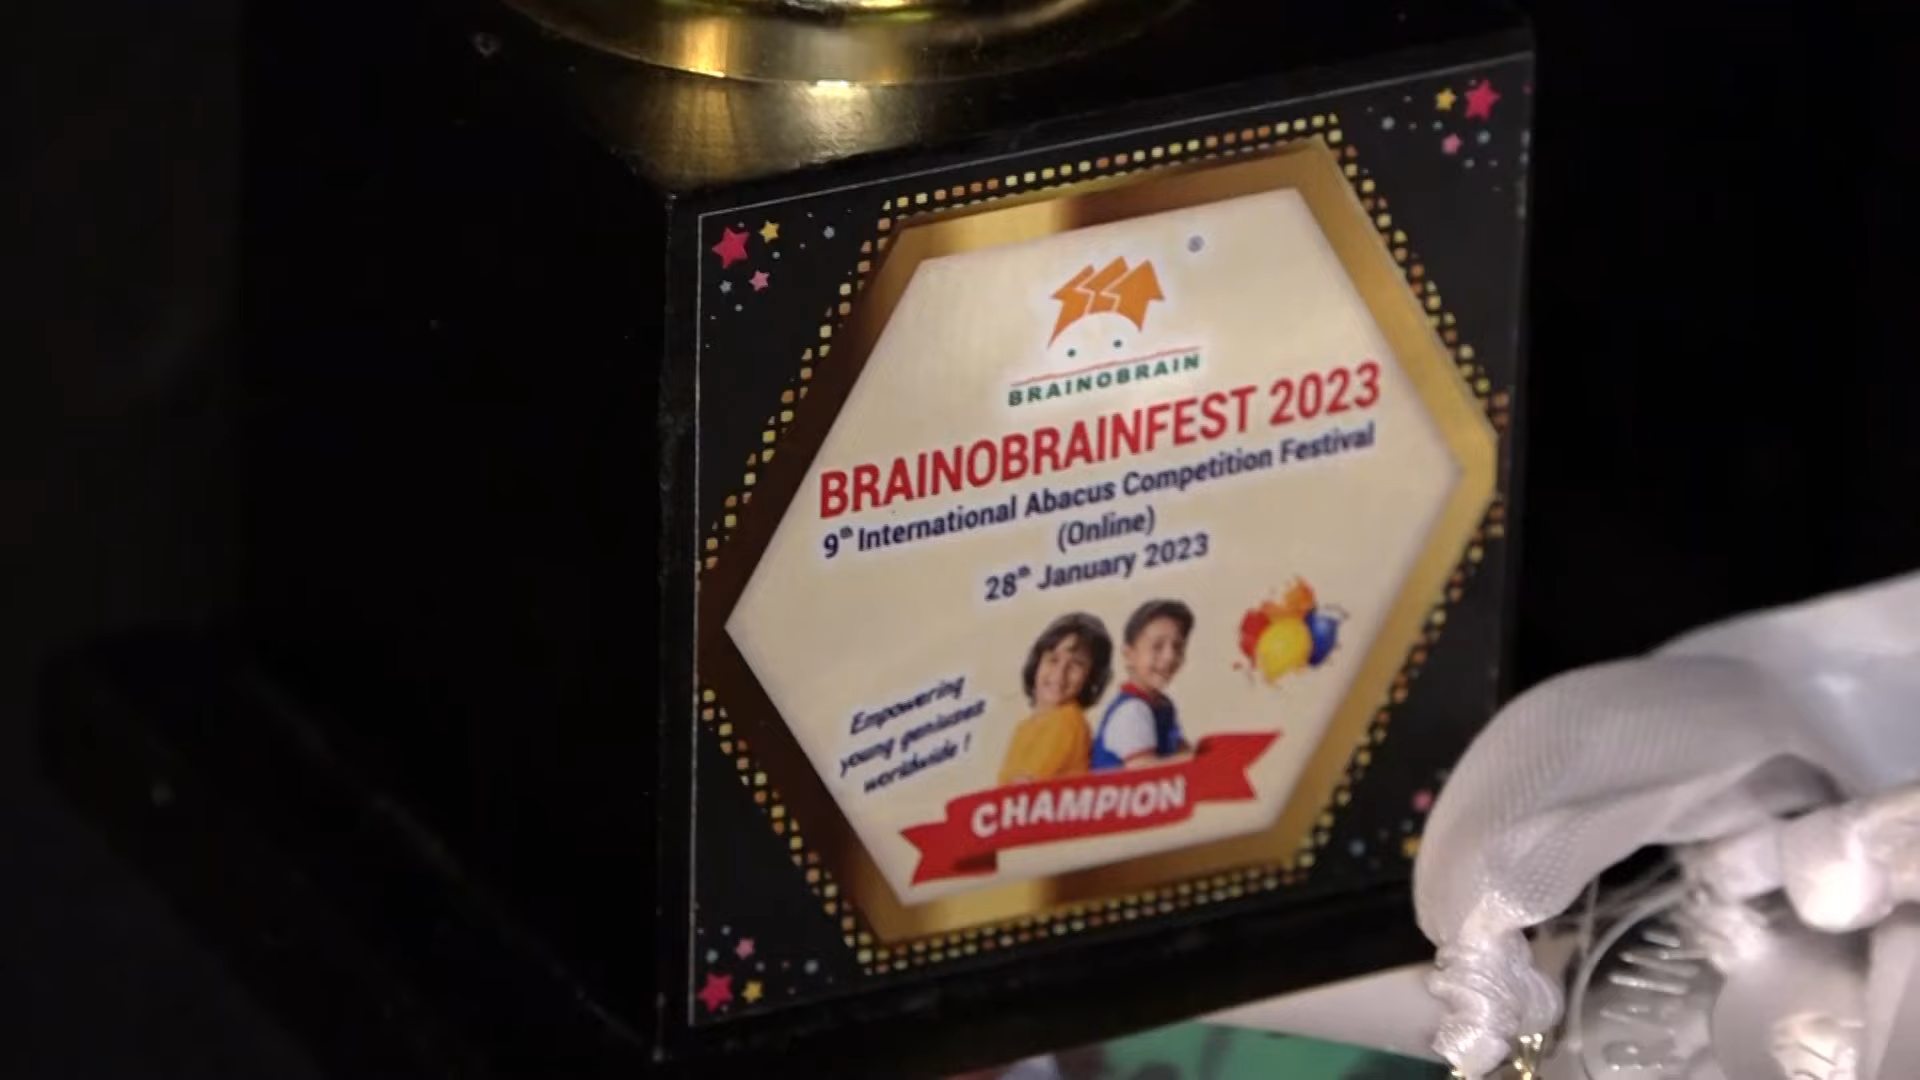 ®
BRAINOBRAIN
BRAINOBRAINFEST 2023
9th International Abacus Competition Festival
(Online)
28th January 2023
Empowering
young geniuses
worldwide !
CHAMPION